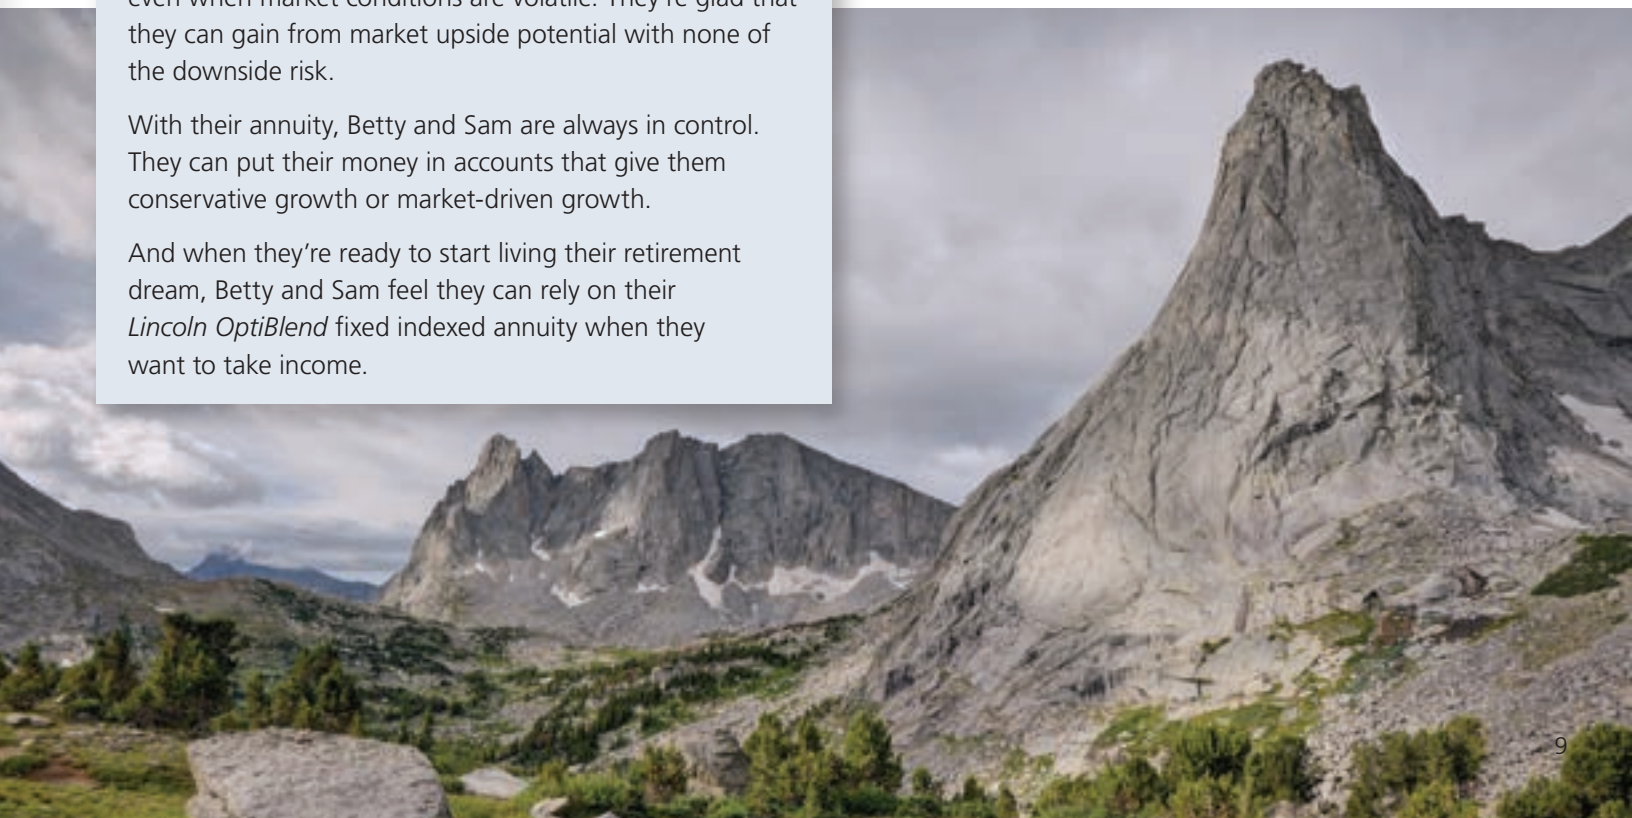 even when market conditions are volatile. They're glad that
they can gain from market upside potential with none of
the downside risk.
With their annuity, Betty and Sam are always in control.
They can put their money in accounts that give them
conservative growth or market-driven growth.
And when they're ready to start living their retirement
dream, Betty and Sam feel they can rely on their
Lincoln OptiBlend fixed indexed annuity when they
want to take income.
9